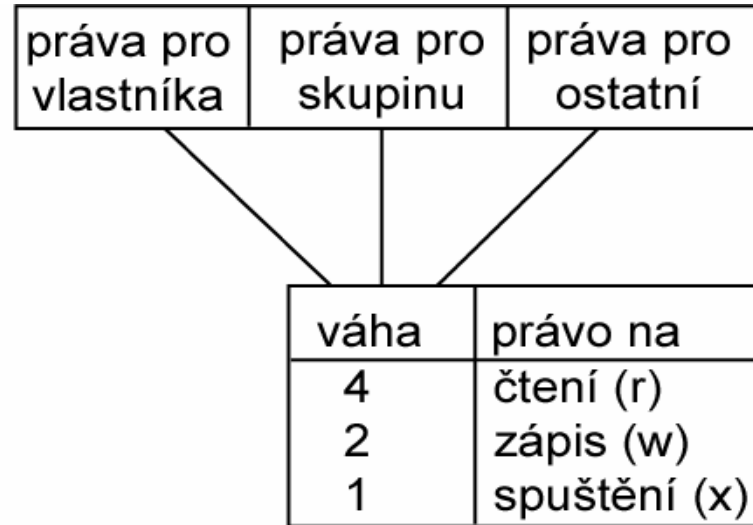 práva pro
vlastníka
práva pro
skupinu
práva pro
ostatní
váha
právo na
4
čtení (r)
2
zápis (w)
1
spuštění (x)